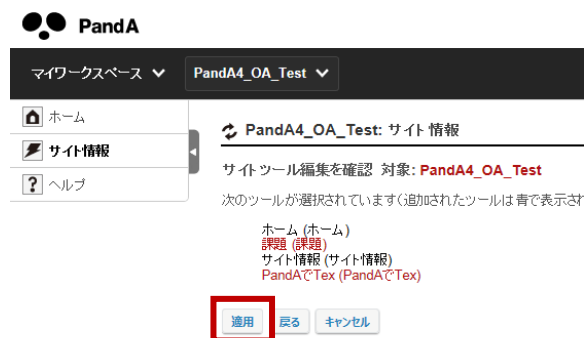 PandA
マイワークスペース PandA4_OA_Test
ホーム
サイト情報
? ヘルプ
PandA4_OA_Test: サイト情報
サイトツール編集を確認 対象: PandA4_OA_Test
次のツールが選択されています(追加されたツールは青で表示され
ホーム (ホーム)
課題 (課題)
サイト情報 (サイト情報)
PandAでTex (PandAでTex)
適用 戻る キャンセル